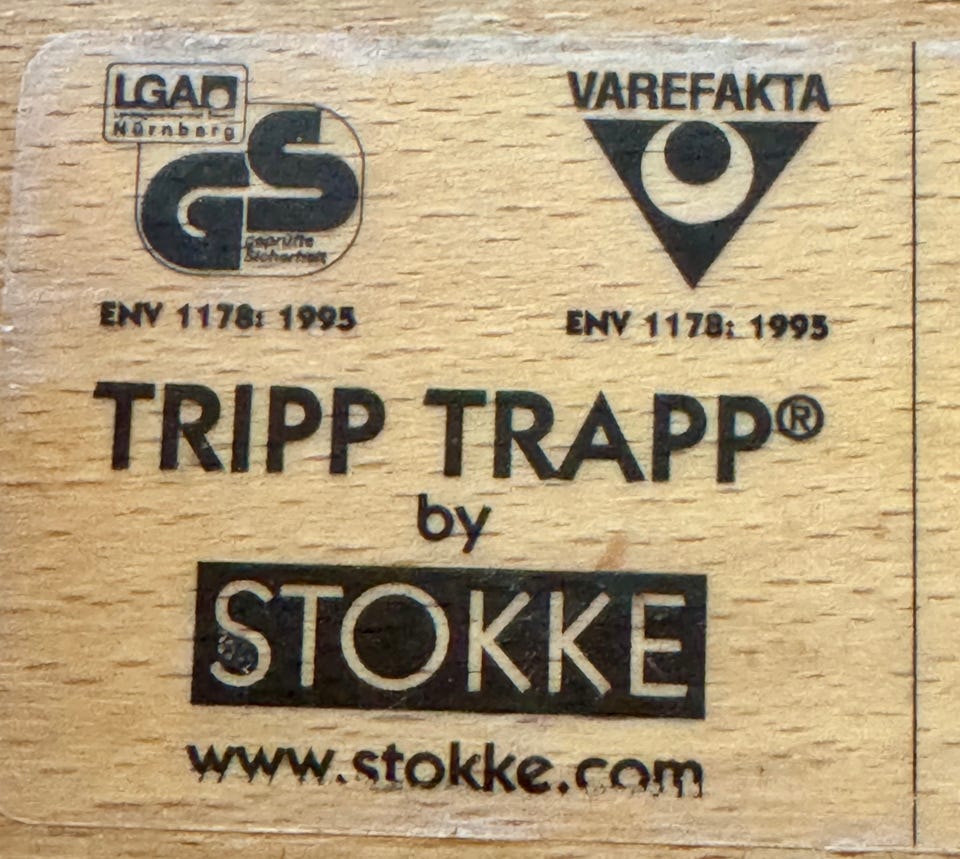 LGA
Nürnberg
GS
geprüfte
Sicherheit
ENV 1178: 1995
VAREFAKTA
ENV 1178: 1995
TRIPP TRAPP®
by
STOKKE
www.stokke.com